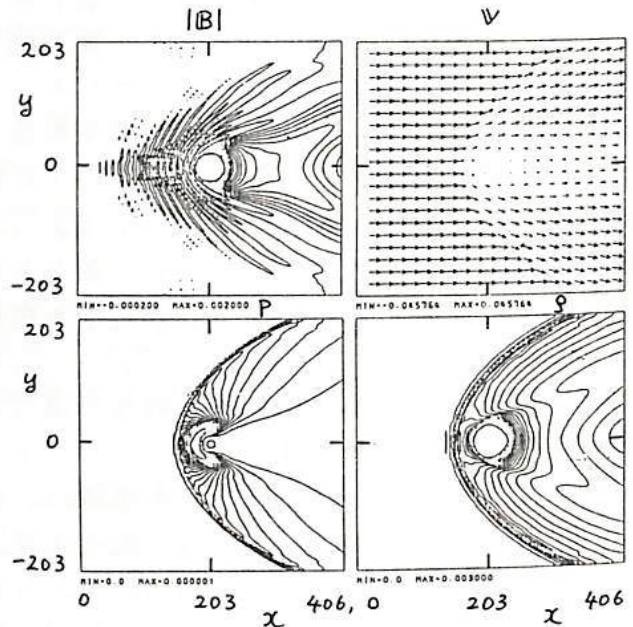 |𝔹| 𝕍
203
y
0
-203
MIN=-0.000200 MAX=0.002000 MIN=-0.045764 MAX=0.045764
P ρ
203
y
0
-203
MIN=0.0 MAX=0.000001 MIN=0.0 MAX=0.003000
0 203 406, 0 203 406
x x